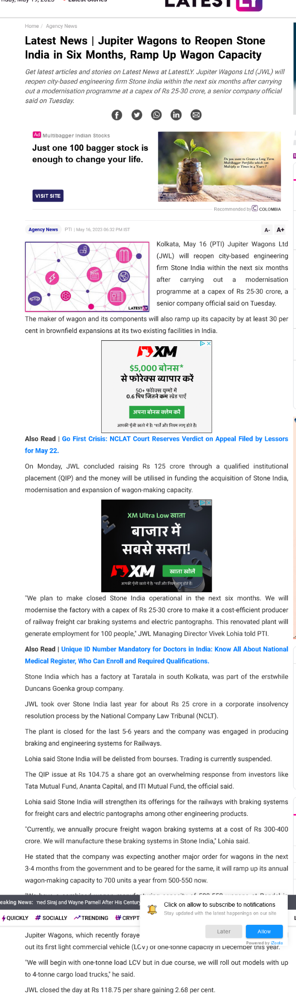 Latest Stories
LATESTLY
Home / Agency News
Latest News | Jupiter Wagons to Reopen Stone
India in Six Months, Ramp Up Wagon Capacity
Get latest articles and stories on Latest News at LatestLY. Jupiter Wagons Ltd (JWL) will
reopen city-based engineering firm Stone India within the next six months after carrying
out a modernisation programme at a capex of Rs 25-30 crore, a senior company official
said on Tuesday.
Ad Multibagger Indian Stocks
Just one 100 bagger stock is
enough to change your life.
Do you want to Create a Long Term
Multibagger Portfolio which can
Multiply 10 Times in 4 Years ?
VISIT SITE
Recommended by COLOMBIA
Agency News PTI | May 16, 2023 06:32 PM IST A- A+
Kolkata, May 16 (PTI) Jupiter Wagons Ltd
(JWL) will reopen city-based engineering
firm Stone India within the next six months
after carrying out a modernisation
programme at a capex of Rs 25-30 crore, a
senior company official said on Tuesday.
LATESTLY
The maker of wagon and its components will also ramp up its capacity by at least 30 per
cent in brownfield expansions at its two existing facilities in India.
XM
$5,000 बोनस*
से फोरेक्स व्यापार करें
50+ फोरेक्स युग्मों में
0.6 पिप जितने कम स्प्रेड पाएँ
अपना बोनस क्लेम करें
आपकी पूँजी खतरे में है। *शर्तें और नियम लागू होते हैं।
Also Read | Go First Crisis: NCLAT Court Reserves Verdict on Appeal Filed by Lessors
for May 22.
On Monday, JWL concluded raising Rs 125 crore through a qualified institutional
placement (QIP) and the money will be utilised in funding the acquisition of Stone India,
modernisation and expansion of wagon-making capacity.
XM Ultra Low खाता
बाजार में
सबसे सस्ता!
XM खाता खोलें
आपकी पूंजी खतरे में है। *शर्तें और नियम लागू होते हैं।
"We plan to make closed Stone India operational in the next six months. We will
modernise the factory with a capex of Rs 25-30 crore to make it a cost-efficient producer
of railway freight car braking systems and electric pantographs. This renovated plant will
generate employment for 100 people," JWL Managing Director Vivek Lohia told PTI.
Also Read | Unique ID Number Mandatory for Doctors in India: Know All About National
Medical Register, Who Can Enroll and Required Qualifications.
Stone India which has a factory at Taratala in south Kolkata, was part of the erstwhile
Duncans Goenka group company.
JWL took over Stone India last year for about Rs 25 crore in a corporate insolvency
resolution process by the National Company Law Tribunal (NCLT).
The plant is closed for the last 5-6 years and the company was engaged in producing
braking and engineering systems for Railways.
Lohia said Stone India will be delisted from bourses. Trading is currently suspended.
The QIP issue at Rs 104.75 a share got an overwhelming response from investors like
Tata Mutual Fund, Ananta Capital, and ITI Mutual Fund, the official said.
Lohia said Stone India will strengthen its offerings for the railways with braking systems
for freight cars and electric pantographs among other engineering products.
"Currently, we annually procure freight wagon braking systems at a cost of Rs 300-400
crore. We will manufacture these braking systems in Stone India," Lohia said.
He stated that the company was expecting another major order for wagons in the next
3-4 months from the government and to be geared for the same, it will ramp up its annual
wagon-making capacity to 700 units a year from 500-550 now.
News: Siraj and Wayne Parnell After His Century
Click on allow to subscribe to notifications
Stay updated with the latest happenings on our site
QUICKLY # SOCIALLY TRENDING CRYPT
Later Allow
Powered by iZooto
Jupiter Wagons, which recently foraye
out its first light commercial vehicle (LCV) of one-tonne capacity in December this year.
"We will begin with one-tonne load LCV but in due course, we will roll out models with up
to 4-tonne cargo load trucks," he said.
JWL closed the day at Rs 118.75 per share gaining 2.68 per cent.